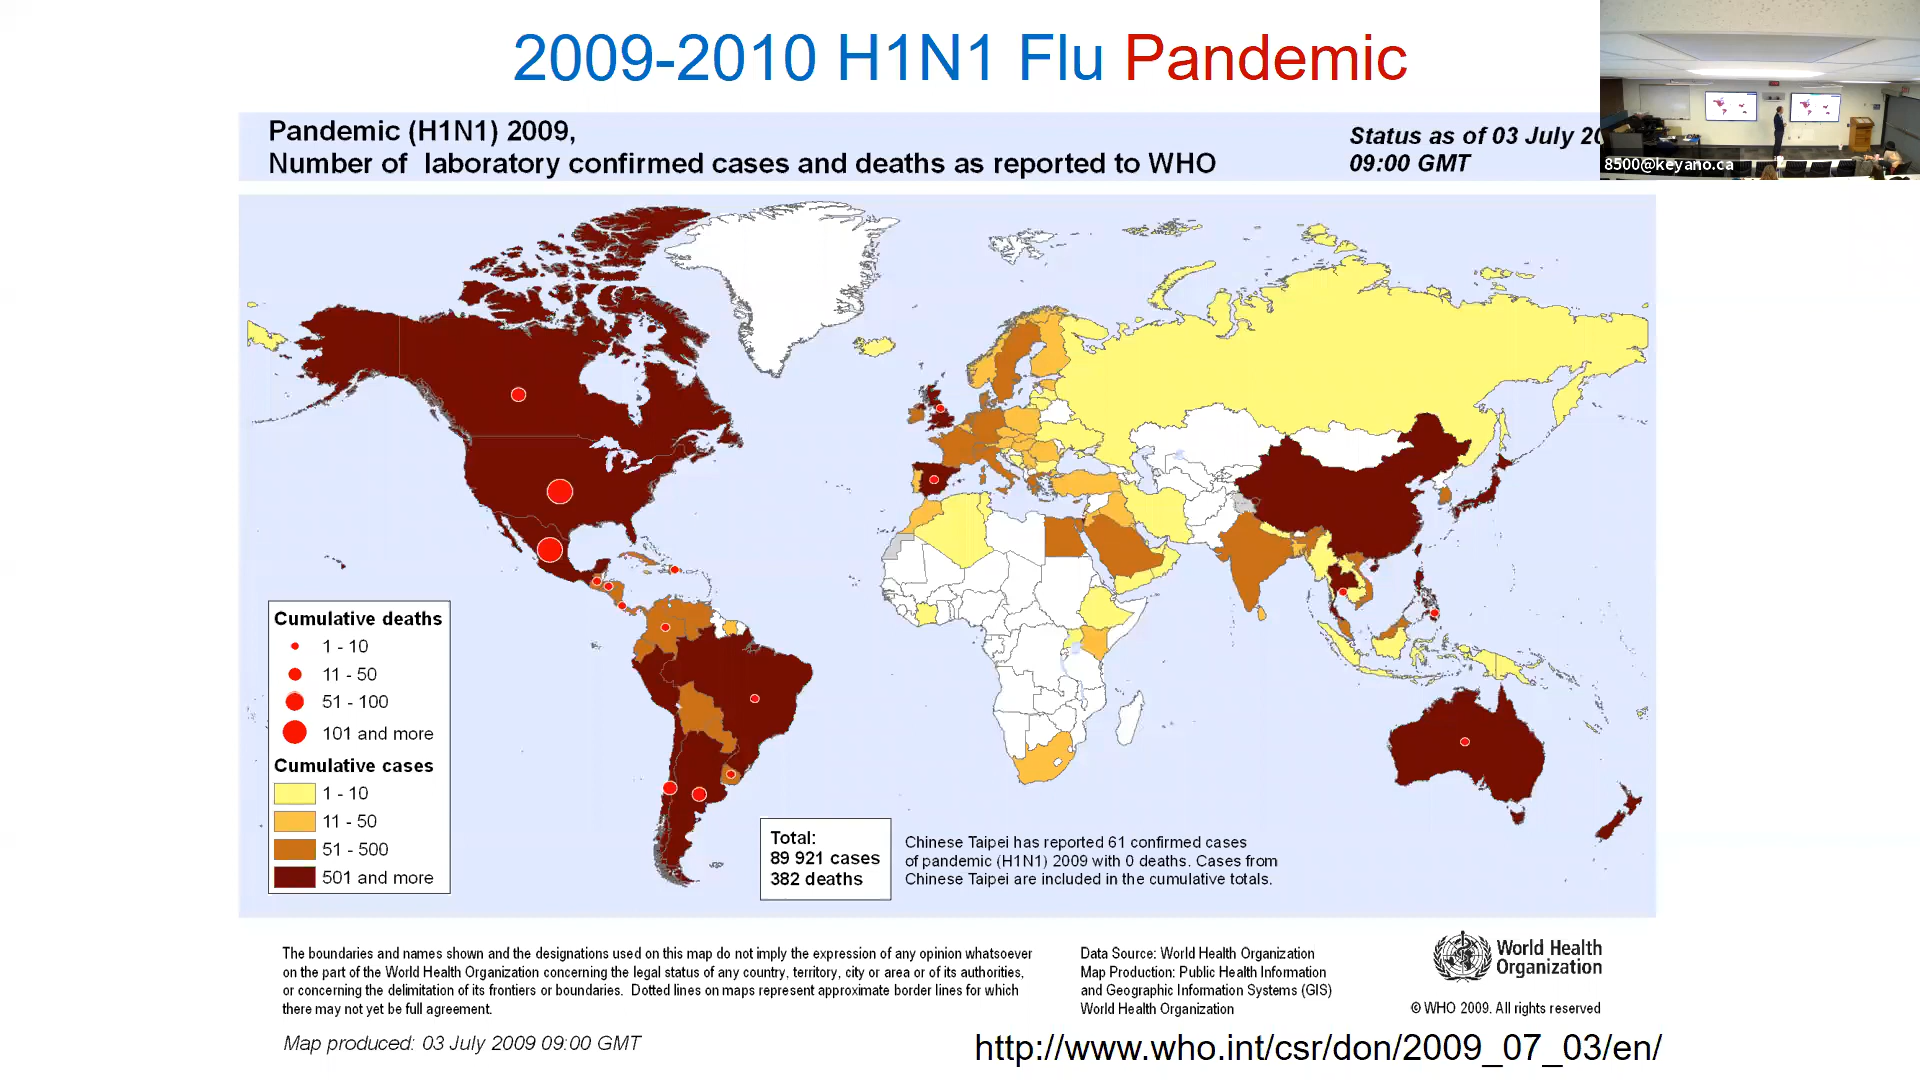 2009-2010 H1N1 Flu Pandemic
Pandemic (H1N1) 2009,
Number of laboratory confirmed cases and deaths as reported to WHO
Status as of 03 July
09:00 GMT
8500@keyano.ca
Cumulative deaths
1 - 10
11 - 50
51 - 100
101 and more
Cumulative cases
1 - 10
11 - 50
51 - 500
501 and more
Total:
89 921 cases
382 deaths
Chinese Taipei has reported 61 confirmed cases
of pandemic (H1N1) 2009 with 0 deaths. Cases from
Chinese Taipei are included in the cumulative totals.
The boundaries and names shown and the designations used on this map do not imply the expression of any opinion whatsoever
on the part of the World Health Organization concerning the legal status of any country, territory, city or area or of its authorities,
or concerning the delimitation of its frontiers or boundaries. Dotted lines on maps represent approximate border lines for which
there may not yet be full agreement.
Data Source: World Health Organization
Map Production: Public Health Information
and Geographic Information Systems (GIS)
World Health Organization
World Health
Organization
© WHO 2009. All rights reserved
Map produced: 03 July 2009 09:00 GMT
http://www.who.int/csr/don/2009_07_03/en/